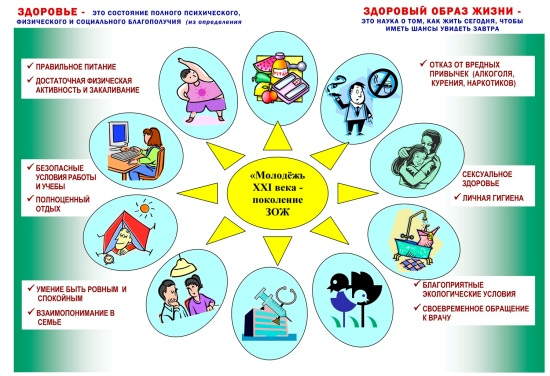 ЗДОРОВЬЕ - ЭТО СОСТОЯНИЕ ПОЛНОГО ПСИХИЧЕСКОГО,
ФИЗИЧЕСКОГО И СОЦИАЛЬНОГО БЛАГОПОЛУЧИЯ (из определения
ЗДОРОВЫЙ ОБРАЗ ЖИЗНИ -
ЭТО НАУКА О ТОМ, КАК ЖИТЬ СЕГОДНЯ, ЧТОБЫ
ИМЕТЬ ШАНСЫ УВИДЕТЬ ЗАВТРА
ПРАВИЛЬНОЕ ПИТАНИЕ
ДОСТАТОЧНАЯ ФИЗИЧЕСКАЯ
АКТИВНОСТЬ И ЗАКАЛИВАНИЕ
ОТКАЗ ОТ ВРЕДНЫХ
ПРИВЫЧЕК (АЛКОГОЛЯ,
КУРЕНИЯ, НАРКОТИКОВ)
БЕЗОПАСНЫЕ
УСЛОВИЯ РАБОТЫ
И УЧЕБЫ
ПОЛНОЦЕННЫЙ
ОТДЫХ
«Молодёжь
XXI века -
поколение
ЗОЖ
СЕКСУАЛЬНОЕ
ЗДОРОВЬЕ
ЛИЧНАЯ ГИГИЕНА
УМЕНИЕ БЫТЬ РОВНЫМ И
СПОКОЙНЫМ
ВЗАИМОПОНИМАНИЕ В
СЕМЬЕ
БЛАГОПРИЯТНЫЕ
ЭКОЛОГИЧЕСКИЕ УСЛОВИЯ
СВОЕВРЕМЕННОЕ ОБРАЩЕНИЕ
К ВРАЧУ